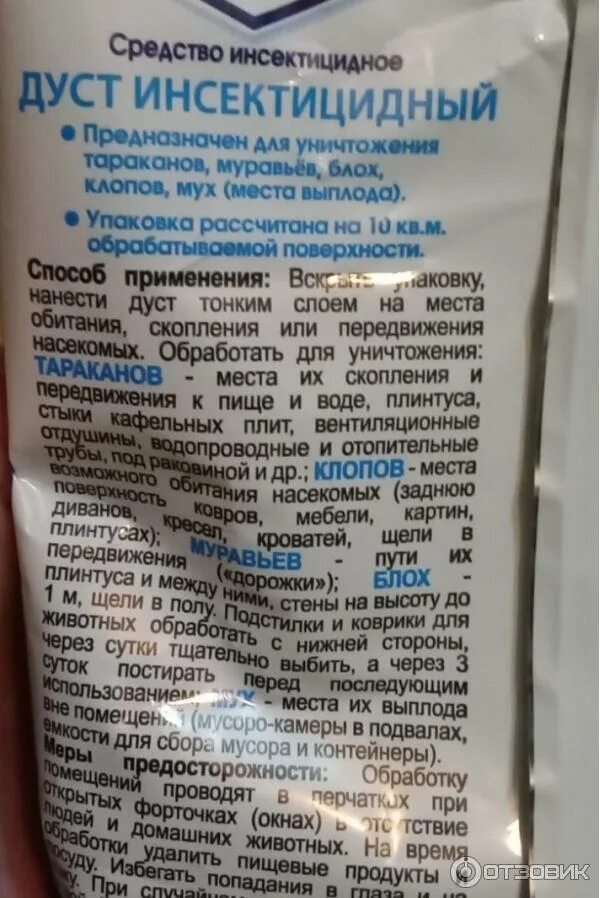 Средство инсектицидное
ДУСТ ИНСЕКТИЦИДНЫЙ
● Предназначен для уничтожения
тараканов, муравьёв, блох,
клопов, мух (места выплода).
● Упаковка рассчитана на 10 кв.м.
обрабатываемой поверхности.
Способ применения: Вскрыть упаковку,
нанести дуст тонким слоем на места
обитания, скопления или передвижения
насекомых. Обработать для уничтожения:
ТАРАКАНОВ - места их скопления и
передвижения к пище и воде, плинтуса,
стыки кафельных плит, вентиляционные
отдушины, водопроводные и отопительные
трубы, под раковиной и др.; КЛОПОВ - места
возможного обитания насекомых (заднюю
поверхность ковров, мебели, картин,
диванов, кресел, кроватей, щели в
плинтусах); МУРАВЬЕВ - пути их
передвижения («дорожки»); БЛОХ -
плинтуса и между ними, стены на высоту до
1 м, щели в полу. Подстилки и коврики для
животных обработать с нижней стороны,
через сутки тщательно выбить, а через 3
суток постирать перед последующим
использованием; МУХ - места их выплода
вне помещений (мусоро-камеры в подвалах,
емкости для сбора мусора и контейнеры).
Меры предосторожности: Обработку
помещений проводят в перчатках при
открытых форточках (окнах) в отсутствие
людей и домашних животных. На время
обработки удалить пищевые продукты и
посуду. Избегать попадания в глаза и на
При
ОТЗОВИК